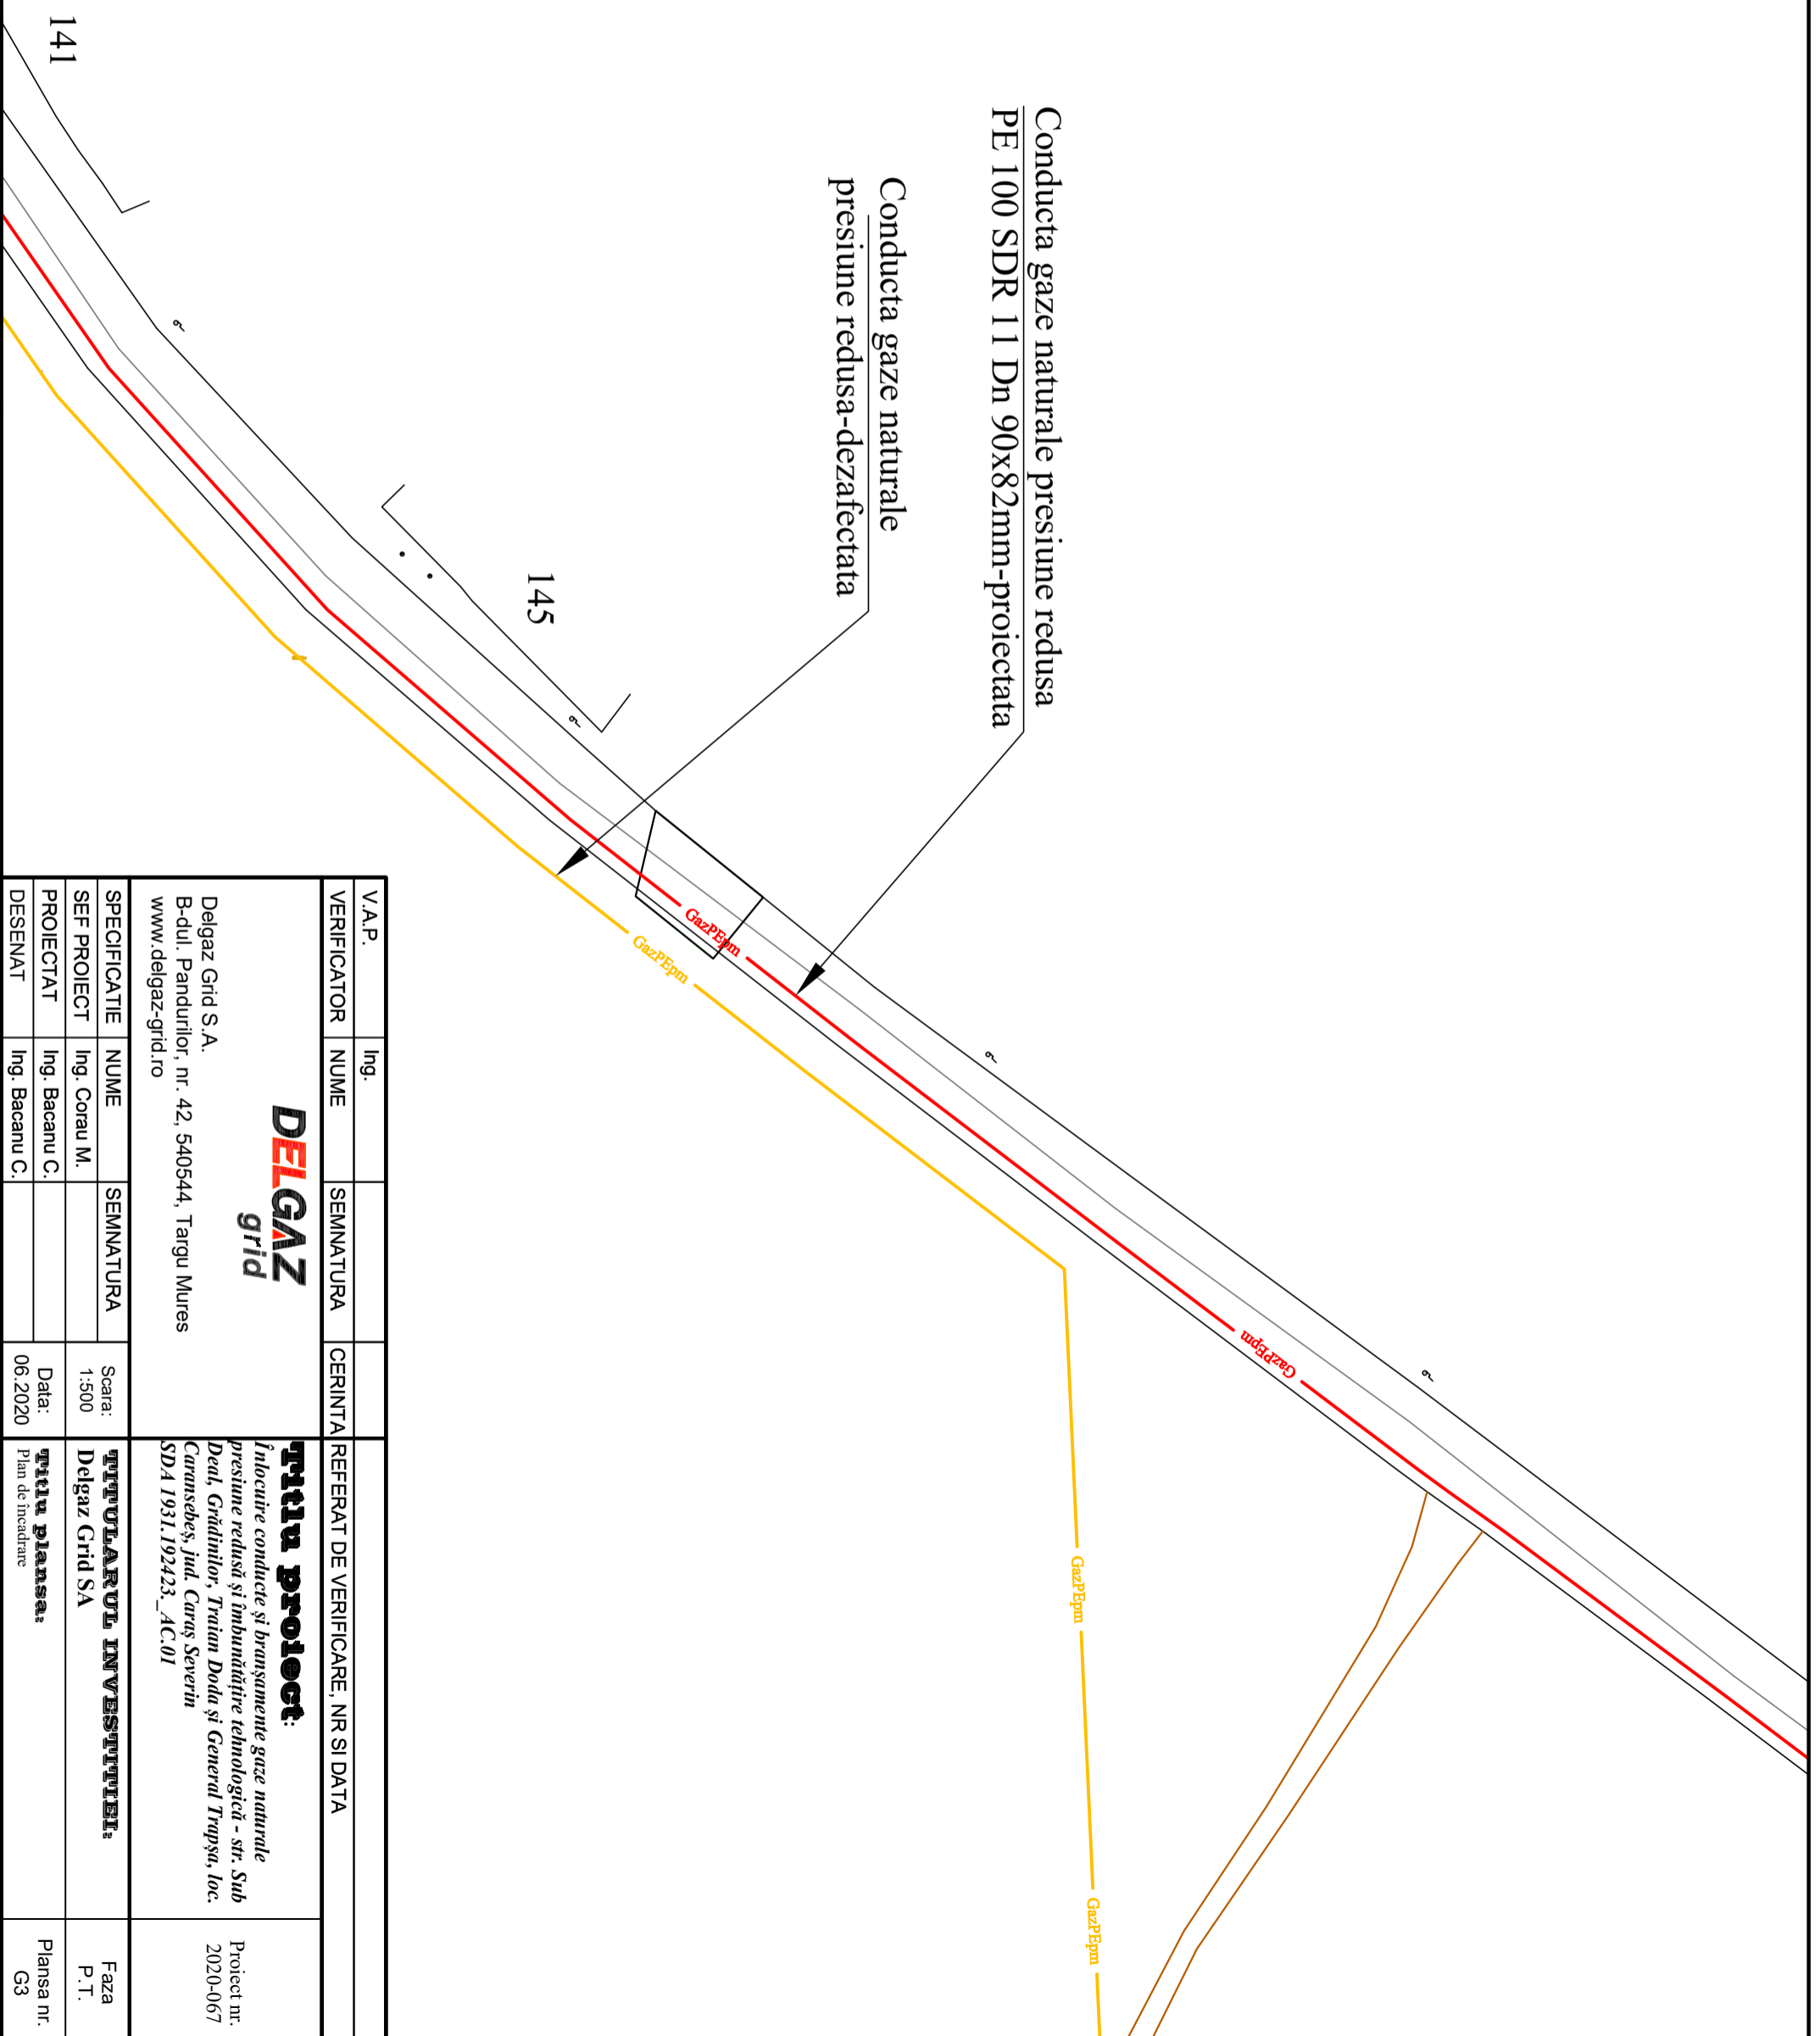 Conducta gaze naturale presiune redusa
PE 100 SDR 11 Dn 90x82mm-proiectata
Conducta gaze naturale
presiune redusa-dezafectata
145
141
GazPEpm
GazPEpm
GazPEpm
GazPEpm
GazPEpm
V.A.P.
Ing.
VERIFICATOR
NUME
SEMNATURA
CERINTA
REFERAT DE VERIFICARE, NR SI DATA
DELGAZ
grid
Delgaz Grid S.A.
B-dul. Pandurilor, nr. 42, 540544, Targu Mures
www.delgaz-grid.ro
Titlu proiect:
Înlocuire conducte și branșamente gaze naturale
presiune redusă și îmbunătățire tehnologică - str. Sub
Deal, Grădinilor, Traian Doda și General Trapșa, loc.
Caransebeș, jud. Caraș Severin
SDA 1931.192423._AC.01
Proiect nr.
2020-067
SPECIFICATIE
NUME
SEMNATURA
Scara:
1:500
TITULARUL INVESTITIEI:
Delgaz Grid SA
Faza
P.T.
SEF PROIECT
Ing. Corau M.
PROIECTAT
Ing. Bacanu C.
Data:
06.2020
Titlu plansa:
Plan de încadrare
Plansa nr.
G3
DESENAT
Ing. Bacanu C.